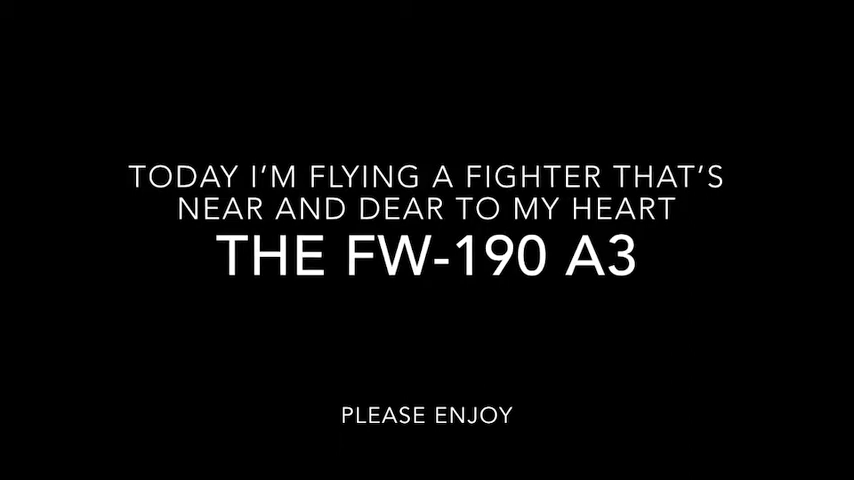 TODAY I'M FLYING A FIGHTER THAT'S
NEAR AND DEAR TO MY HEART
THE FW-190 A3
PLEASE ENJOY